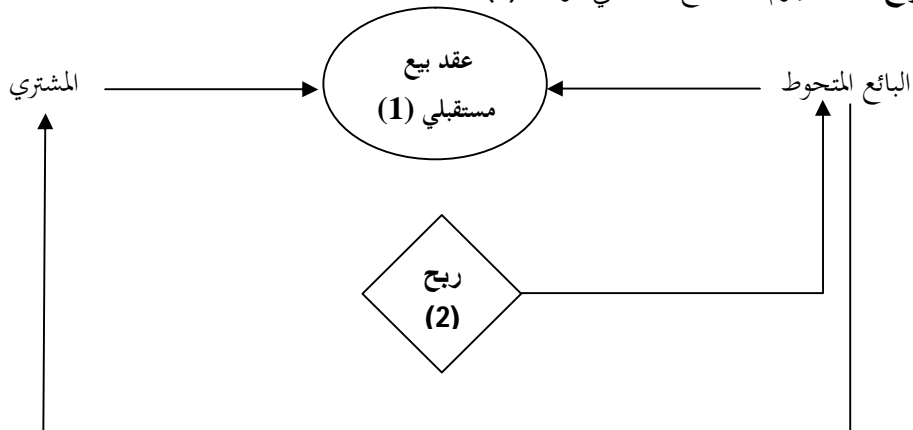 عقد بيع
مستقبلي (1)
البائع المتحوط
المشتري
ربح
(2)